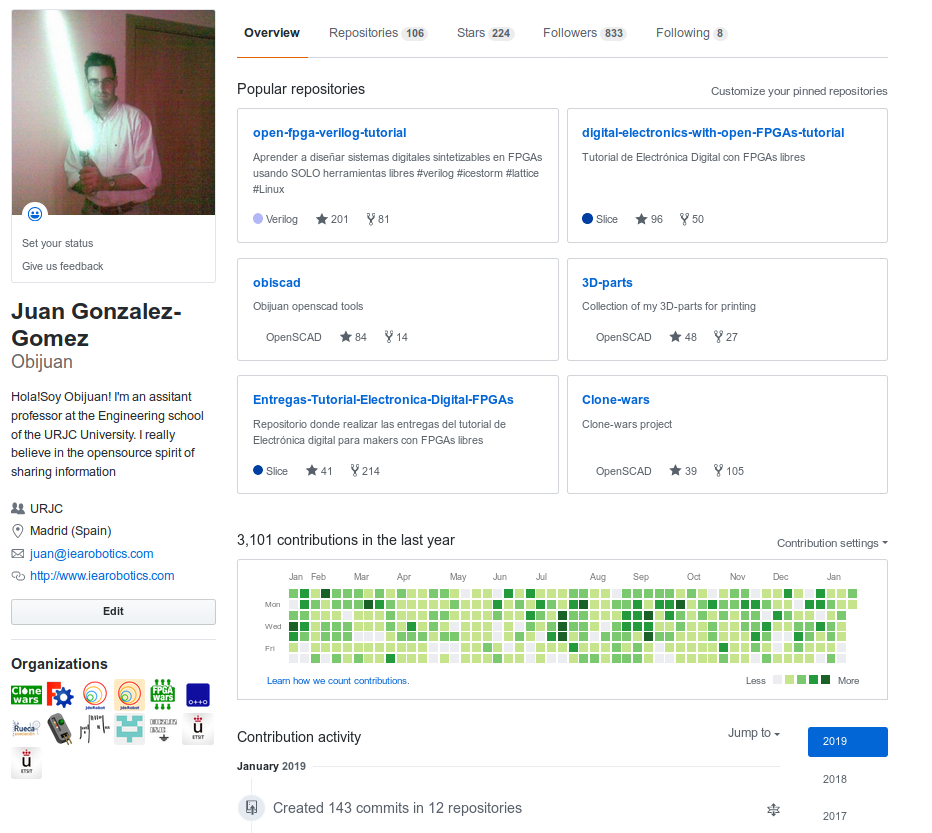 Overview Repositories 106 Stars 224 Followers 833 Following 8
Popular repositories
Customize your pinned repositories
open-fpga-verilog-tutorial
Aprender a diseñar sistemas digitales sintetizables en FPGAs
usando SOLO herramientas libres #verilog #icestorm #lattice
#Linux
Verilog 201 81
digital-electronics-with-open-FPGAs-tutorial
Tutorial de Electrónica Digital con FPGAs libres
Slice 96 50
obiscad
Obijuan openscad tools
OpenSCAD 84 14
3D-parts
Collection of my 3D-parts for printing
OpenSCAD 48 27
Entregas-Tutorial-Electronica-Digital-FPGAs
Repositorio donde realizar las entregas del tutorial de
Electrónica digital para makers con FPGAs libres
Slice 41 214
Clone-wars
Clone-wars project
OpenSCAD 39 105
Set your status
Give us feedback
Juan Gonzalez-
Gomez
Obijuan
Hola!Soy Obijuan! I'm an assitant
professor at the Engineering school
of the URJC University. I really
believe in the opensource spirit of
sharing information
URJC
Madrid (Spain)
juan@iearobotics.com
http://www.iearobotics.com
Edit
Organizations
Clone
wars
JdeRobot
JdeRobot
FPGA
wars
O++O
Rueca
ETSIT
ETSIT
3,101 contributions in the last year
Contribution settings
Jan Feb Mar Apr May Jun Jul Aug Sep Oct Nov Dec Jan
Mon
Wed
Fri
Learn how we count contributions.
Less More
Contribution activity
Jump to
2019
2018
2017
January 2019
Created 143 commits in 12 repositories